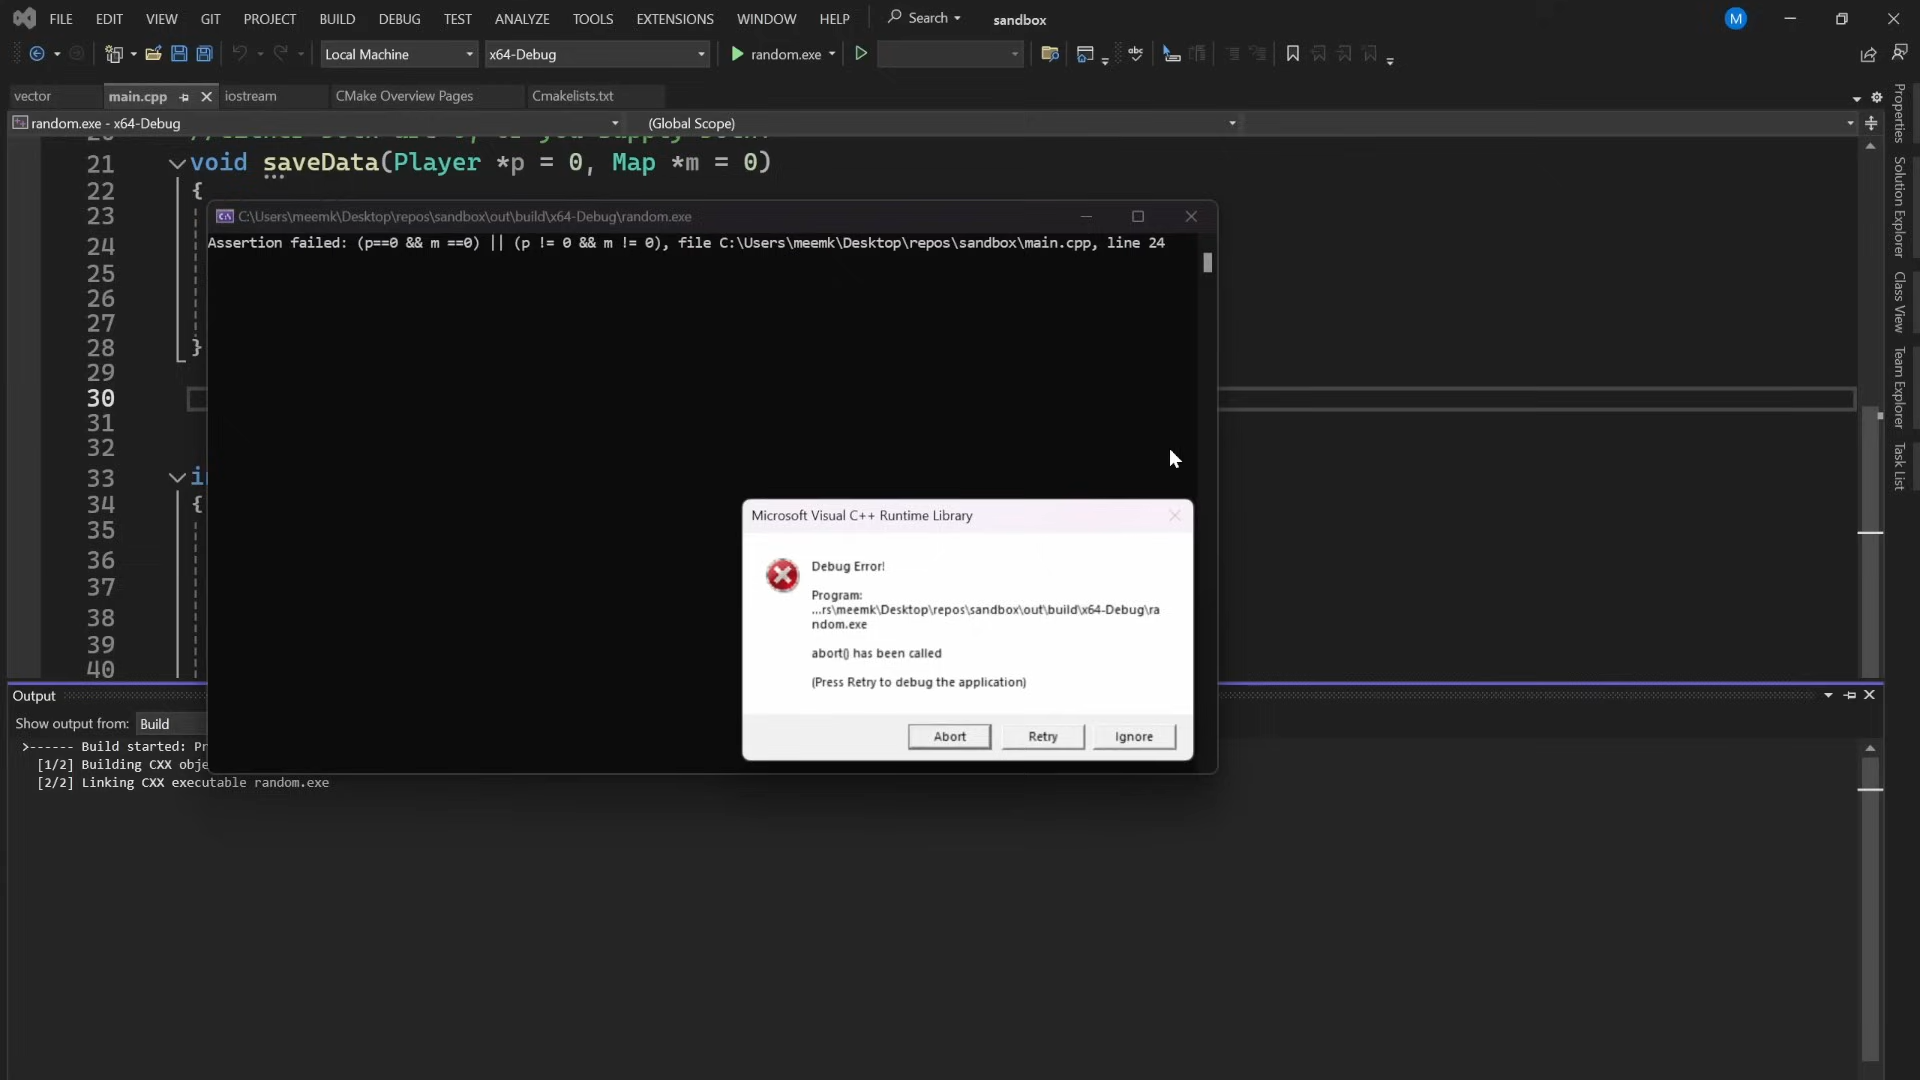 FILE EDIT VIEW GIT PROJECT BUILD DEBUG TEST ANALYZE TOOLS EXTENSIONS WINDOW HELP Search sandbox M
Local Machine x64-Debug random.exe
vector main.cpp iostream CMake Overview Pages Cmakelists.txt
random.exe - x64-Debug (Global Scope)
21 void saveData(Player *p = 0, Map *m = 0)
22 {
23
24
25
26
27
28 }
29
30
31
32
33
34 {
35
36
37
38
39
40
C:\Users\meemk\Desktop\repos\sandbox\out\build\x64-Debug\random.exe
Assertion failed: (p==0 && m ==0) || (p != 0 && m != 0), file C:\Users\meemk\Desktop\repos\sandbox\main.cpp, line 24
Microsoft Visual C++ Runtime Library
Debug Error!
Program:
...rs\meemk\Desktop\repos\sandbox\out\build\x64-Debug\ra
ndom.exe
abort() has been called
(Press Retry to debug the application)
Abort Retry Ignore
Output
Show output from: Build
>------ Build started: Pr
[1/2] Building CXX obje
[2/2] Linking CXX executable random.exe
Properties
Solution Explorer
Class View
Team Explorer
Task List